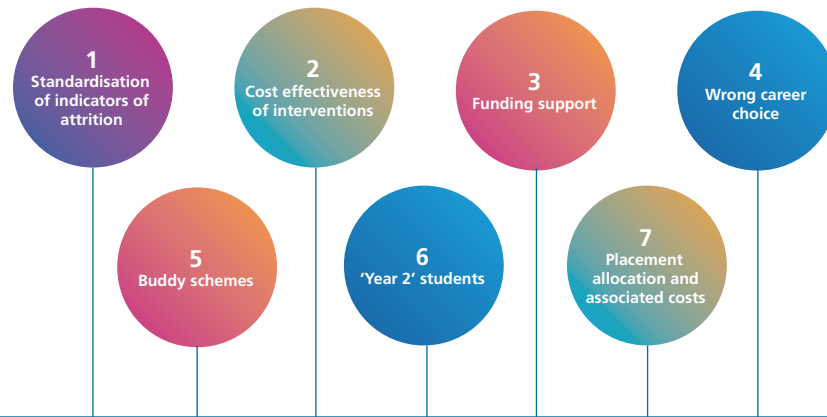 1
Standardisation
of indicators of
attrition
2
Cost effectiveness
of interventions
3
Funding support
4
Wrong career
choice
5
Buddy schemes
6
‘Year 2’ students
7
Placement
allocation and
associated costs